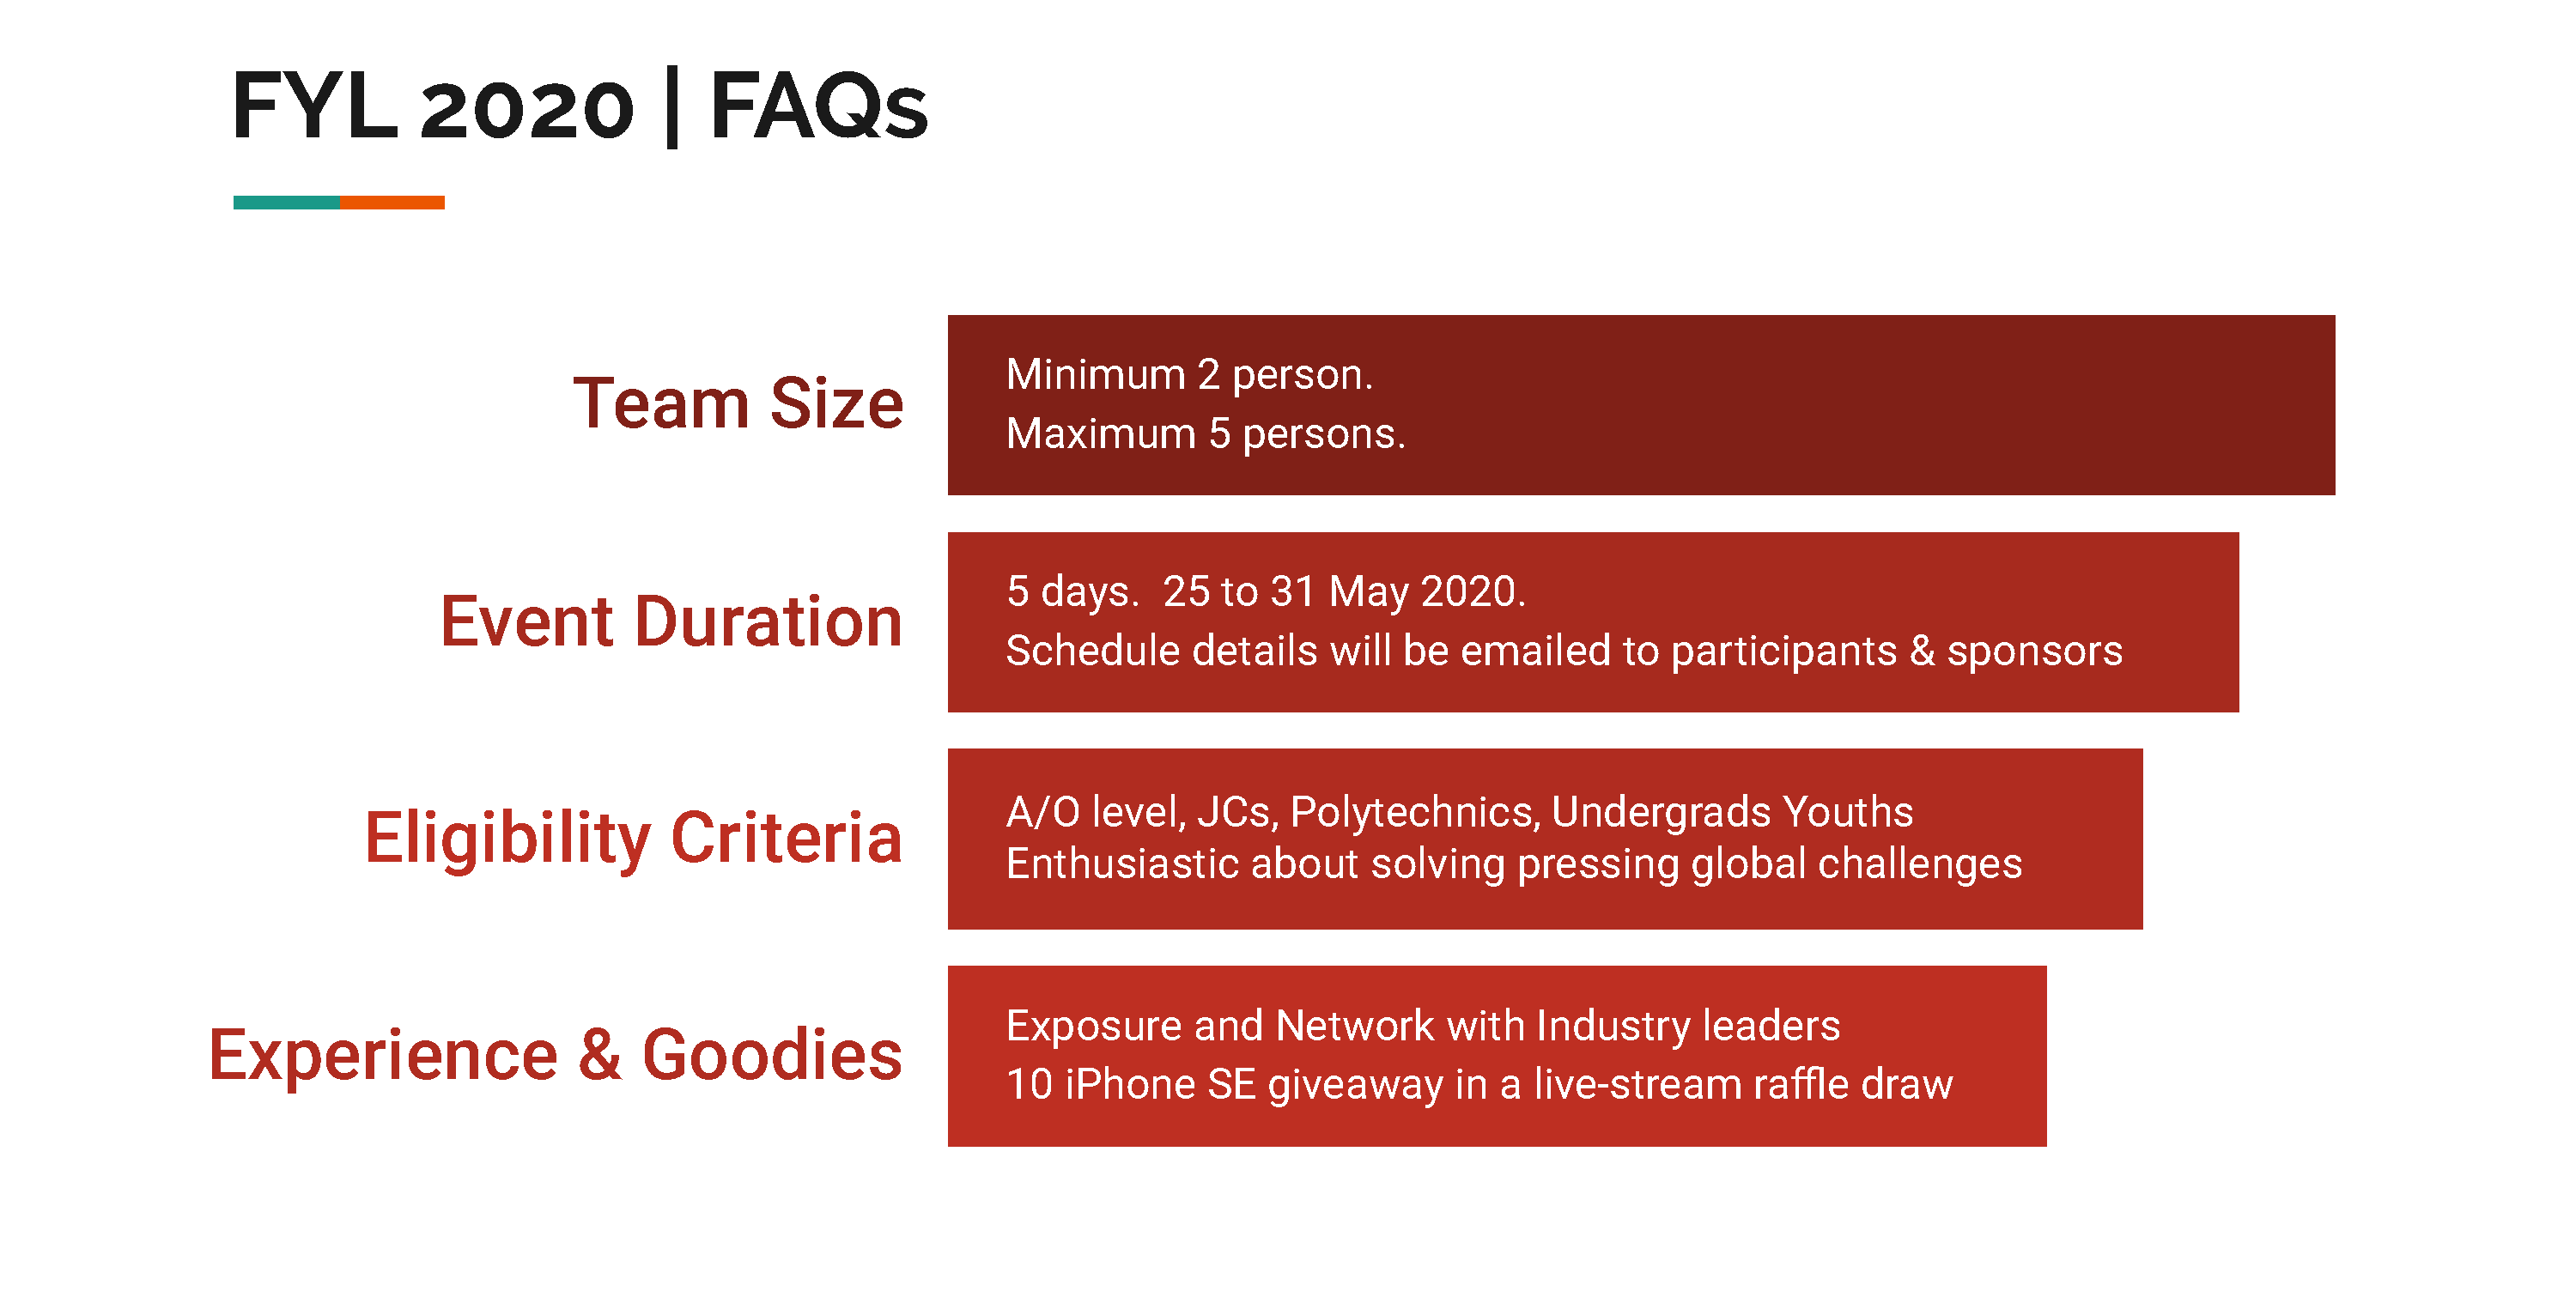 FYL 2020 | FAQs
Team Size
Minimum 2 person.
Maximum 5 persons.
Event Duration
5 days. 25 to 31 May 2020.
Schedule details will be emailed to participants & sponsors
Eligibility Criteria
A/O level, JCs, Polytechnics, Undergrads Youths
Enthusiastic about solving pressing global challenges
Experience & Goodies
Exposure and Network with Industry leaders
10 iPhone SE giveaway in a live-stream raffle draw